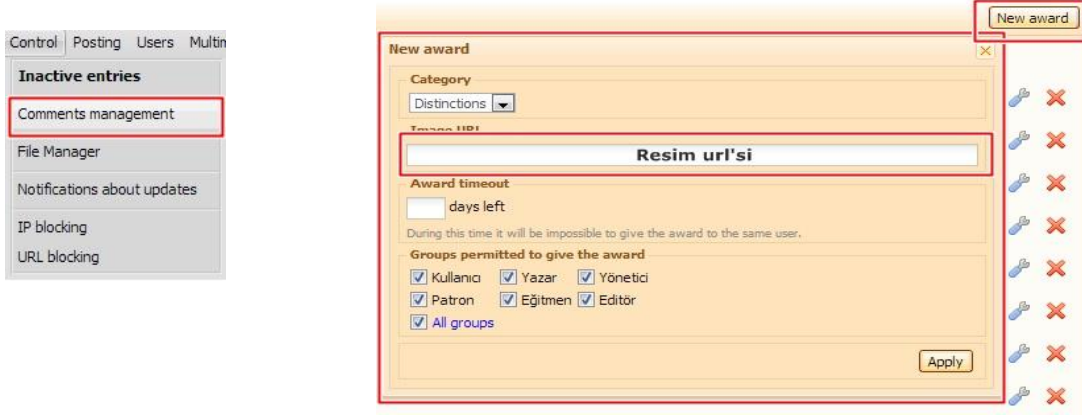 Control Posting Users Multin
Inactive entries
Comments management
File Manager
Notifications about updates
IP blocking
URL blocking
New award
New award
Category
Distinctions
Image URL
Resim url'si
Award timeout
days left
During this time it will be impossible to give the award to the same user.
Groups permitted to give the award
Kullanıcı Yazar Yönetici
Patron Eğitmen Editör
All groups
Apply